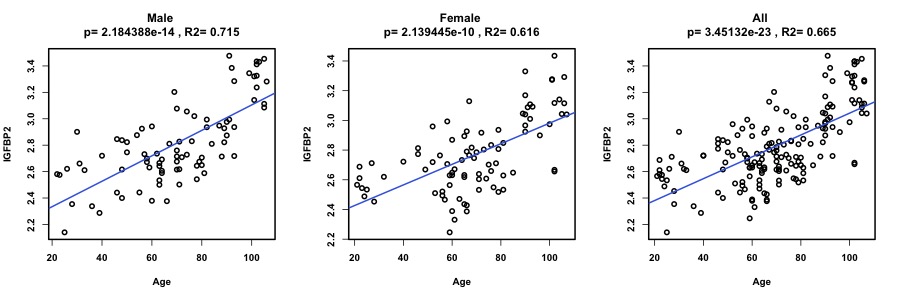 Male
p= 2.184388e-14 , R2= 0.715
IGFBP2
3.4
3.2
3.0
2.8
2.6
2.4
2.2
20 40 60 80 100
Age
Female
p= 2.139445e-10 , R2= 0.616
IGFBP2
3.4
3.2
3.0
2.8
2.6
2.4
2.2
20 40 60 80 100
Age
All
p= 3.45132e-23 , R2= 0.665
IGFBP2
3.4
3.2
3.0
2.8
2.6
2.4
2.2
20 40 60 80 100
Age